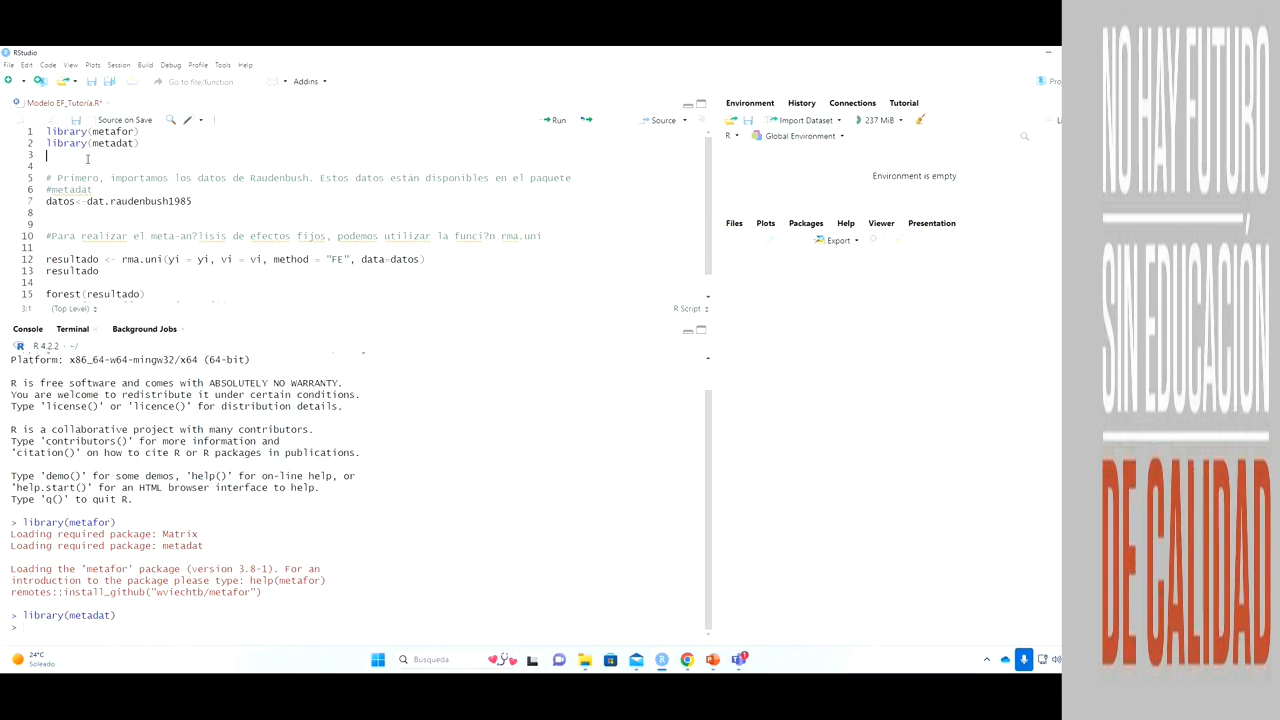 RStudio
File Edit Code View Plots Session Build Debug Profile Tools Help
Go to file/function
Addins
Modelo EF_Tutoria.R*
Source on Save
Run
Source
1 library(metafor)
2 library(metadat)
3
4
5 # Primero, importamos los datos de Raudenbush. Estos datos están disponibles en el paquete
6 #metadat
7 datos<-dat.raudenbush1985
8
9
10 #Para realizar el meta-an?lisis de efectos fijos, podemos utilizar la funci?n rma.uni
11
12 resultado <- rma.uni(yi = yi, vi = vi, method = "FE", data=datos)
13 resultado
14
15 forest(resultado)
3:1 (Top Level) R Script
Console Terminal Background Jobs
R 4.2.2 · ~/
Platform: x86_64-w64-mingw32/x64 (64-bit)
R is free software and comes with ABSOLUTELY NO WARRANTY.
You are welcome to redistribute it under certain conditions.
Type 'license()' or 'licence()' for distribution details.
R is a collaborative project with many contributors.
Type 'contributors()' for more information and
'citation()' on how to cite R or R packages in publications.
Type 'demo()' for some demos, 'help()' for on-line help, or
'help.start()' for an HTML browser interface to help.
Type 'q()' to quit R.
> library(metafor)
Loading required package: Matrix
Loading required package: metadat
Loading the 'metafor' package (version 3.8-1). For an
introduction to the package please type: help(metafor)
remotes::install_github("wviechtb/metafor")
> library(metadat)
>
Environment History Connections Tutorial
Import Dataset 237 MiB
R Global Environment
Environment is empty
Files Plots Packages Help Viewer Presentation
Export
24°C
Soleado
Búsqueda
NO HAY FUTURO
SIN EDUCACIÓN
DE CALIDAD